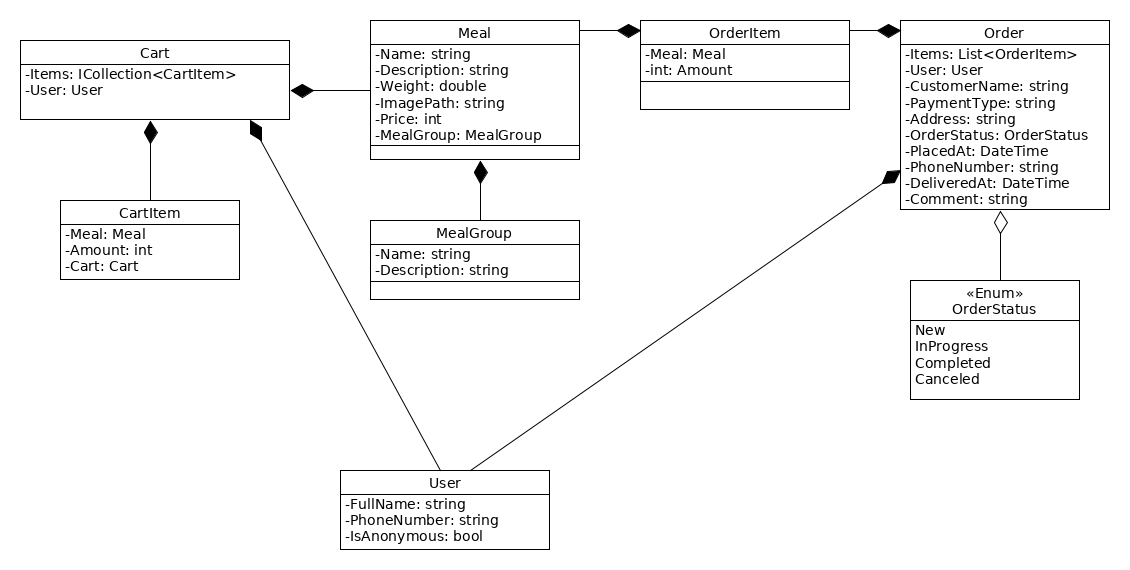 Cart
-Items: ICollection<CartItem>
-User: User
Meal
-Name: string
-Description: string
-Weight: double
-ImagePath: string
-Price: int
-MealGroup: MealGroup
OrderItem
-Meal: Meal
-int: Amount
Order
-Items: List<OrderItem>
-User: User
-CustomerName: string
-PaymentType: string
-Address: string
-OrderStatus: OrderStatus
-PlacedAt: DateTime
-PhoneNumber: string
-DeliveredAt: DateTime
-Comment: string
CartItem
-Meal: Meal
-Amount: int
-Cart: Cart
MealGroup
-Name: string
-Description: string
«Enum»
OrderStatus
New
InProgress
Completed
Canceled
User
-FullName: string
-PhoneNumber: string
-IsAnonymous: bool